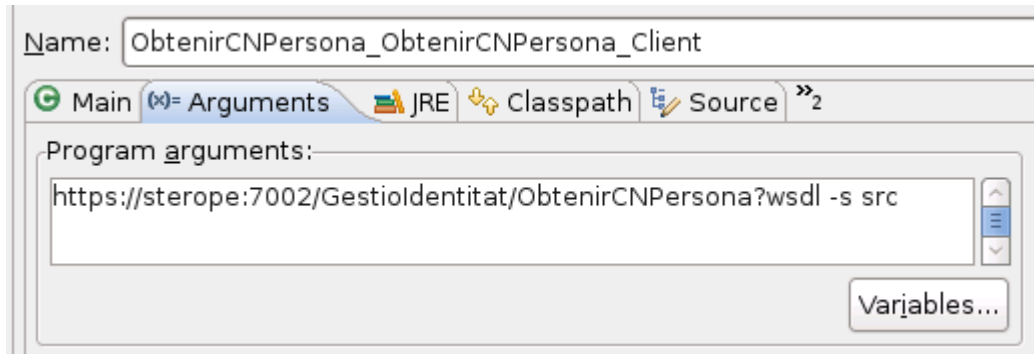 Name: ObtenirCNPersona_ObtenirCNPersona_Client
Main (x)= Arguments JRE Classpath Source »2
Program arguments:
https://sterope:7002/GestioIdentitat/ObtenirCNPersona?wsdl -s src
Variables...